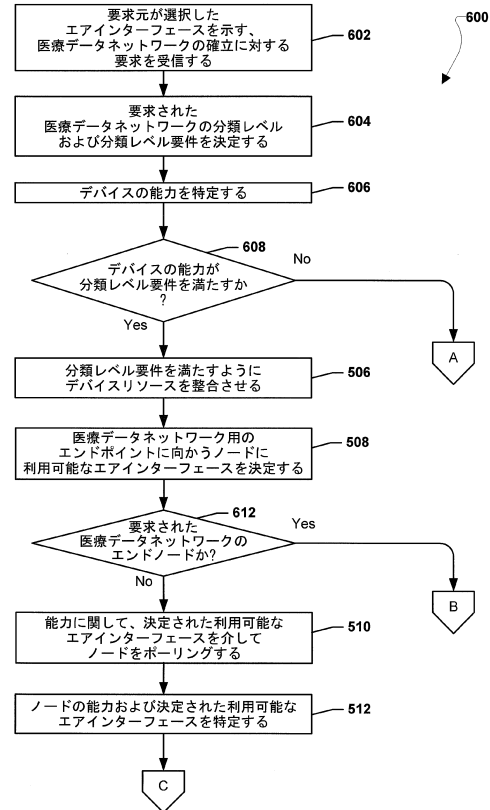 要求元が選択した
エアインターフェースを示す、
医療データネットワークの確立に対する
要求を受信する
602
600
要求された
医療データネットワークの分類レベル
および分類レベル要件を決定する
604
デバイスの能力を特定する
606
608
デバイスの能力が
分類レベル要件を満たすか
?
No
Yes
A
分類レベル要件を満たすように
デバイスリソースを整合させる
506
医療データネットワーク用の
エンドポイントに向かうノードに
利用可能なエアインターフェースを決定する
508
612
要求された
医療データネットワークの
エンドノードか?
Yes
No
B
能力に関して、決定された利用可能な
エアインターフェースを介して
ノードをポーリングする
510
ノードの能力および決定された利用可能な
エアインターフェースを特定する
512
C